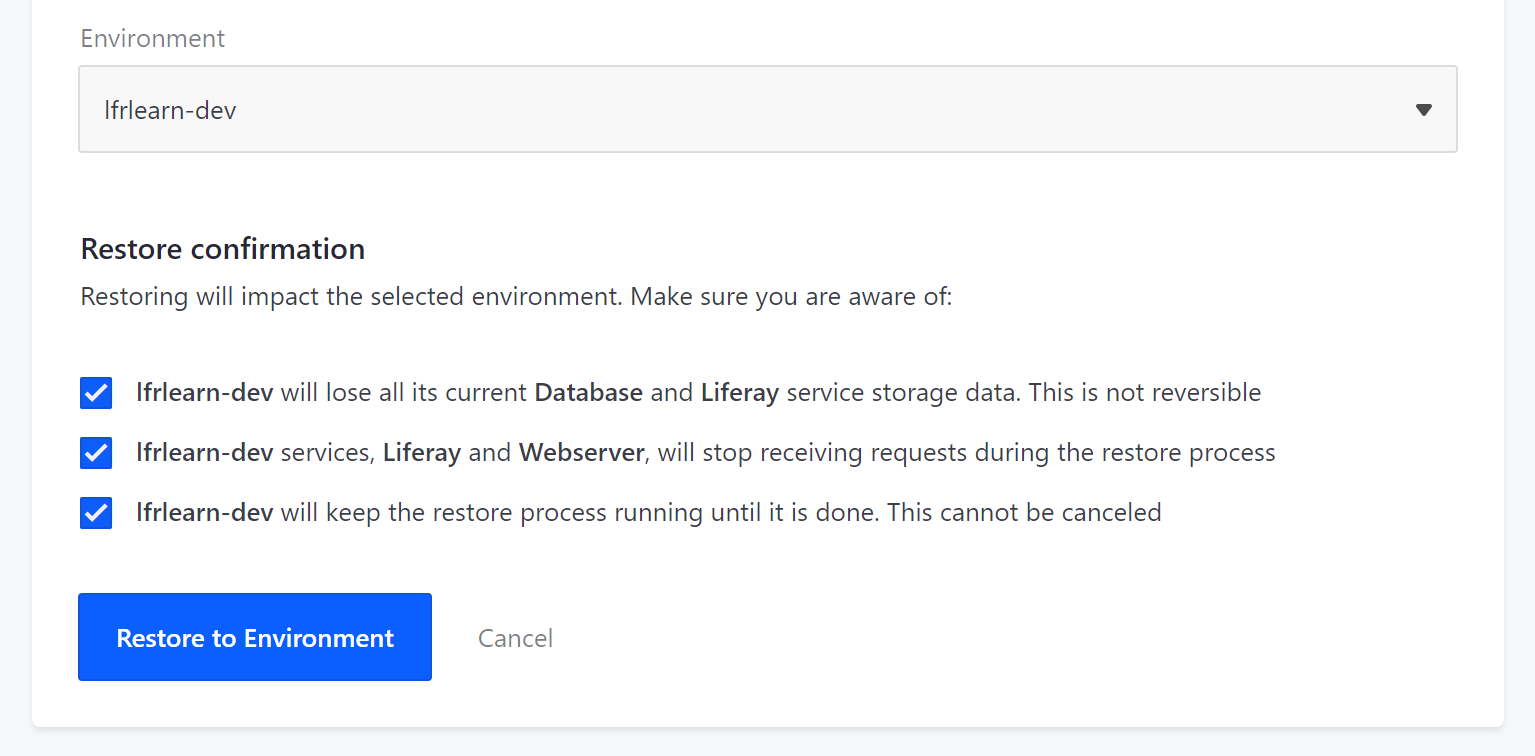 Environment
lfrlearn-dev
Restore confirmation
Restoring will impact the selected environment. Make sure you are aware of:
lfrlearn-dev will lose all its current Database and Liferay service storage data. This is not reversible
lfrlearn-dev services, Liferay and Webserver, will stop receiving requests during the restore process
lfrlearn-dev will keep the restore process running until it is done. This cannot be canceled
Restore to Environment Cancel